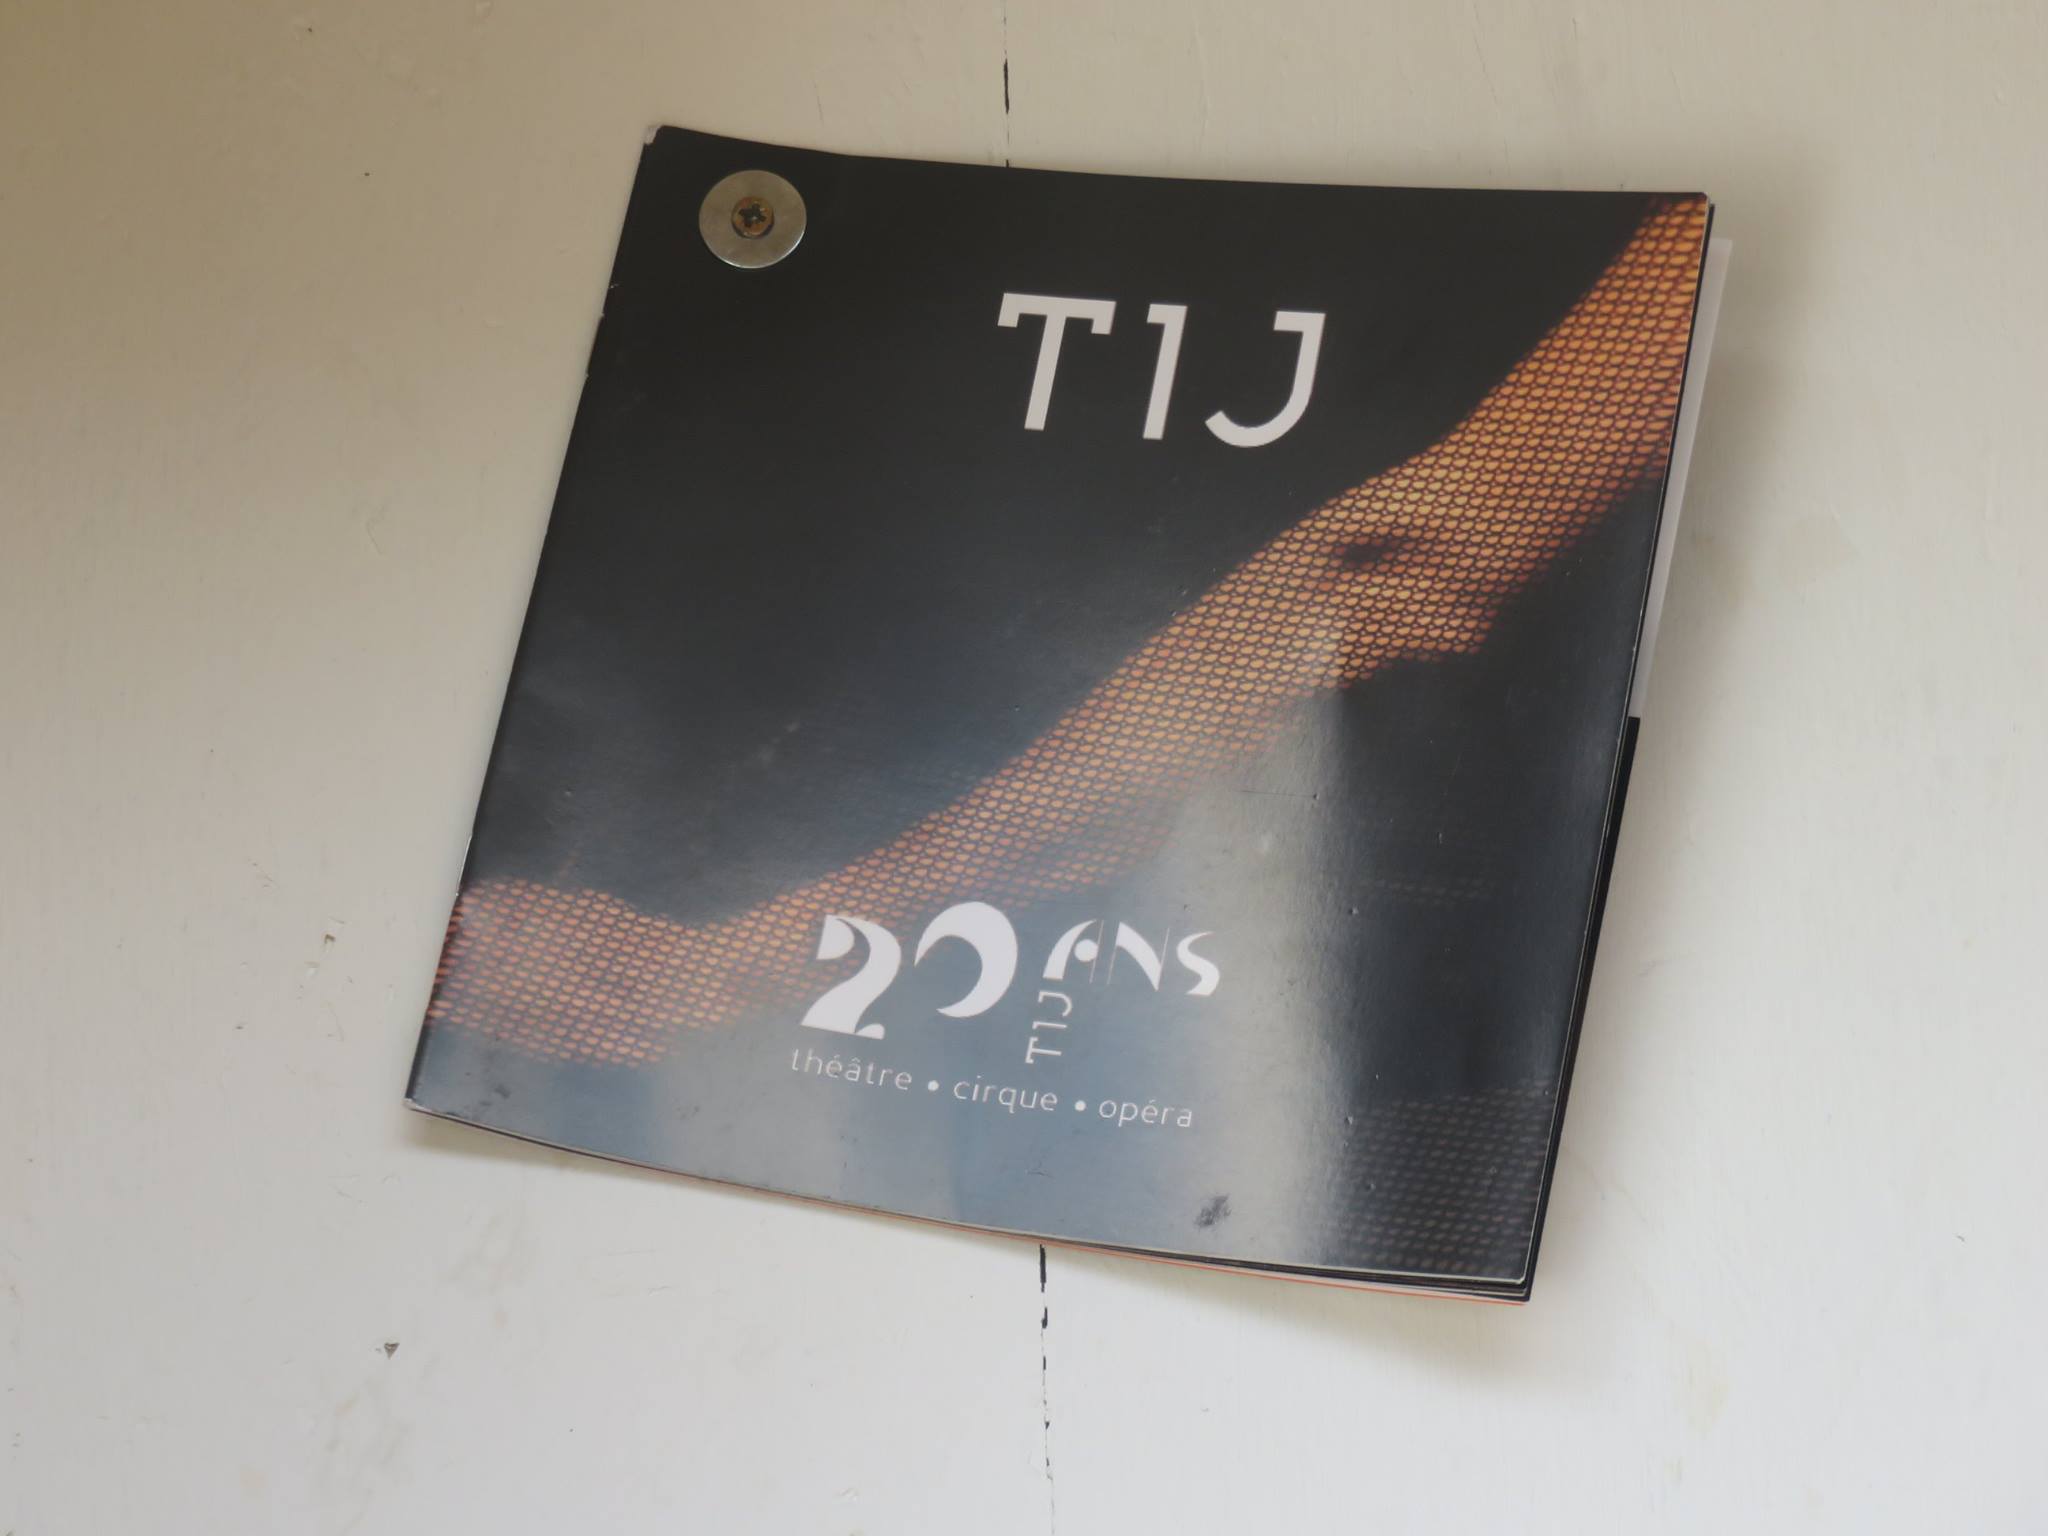 TIJ
20 ANS
TIJ
théâtre • cirque • opéra